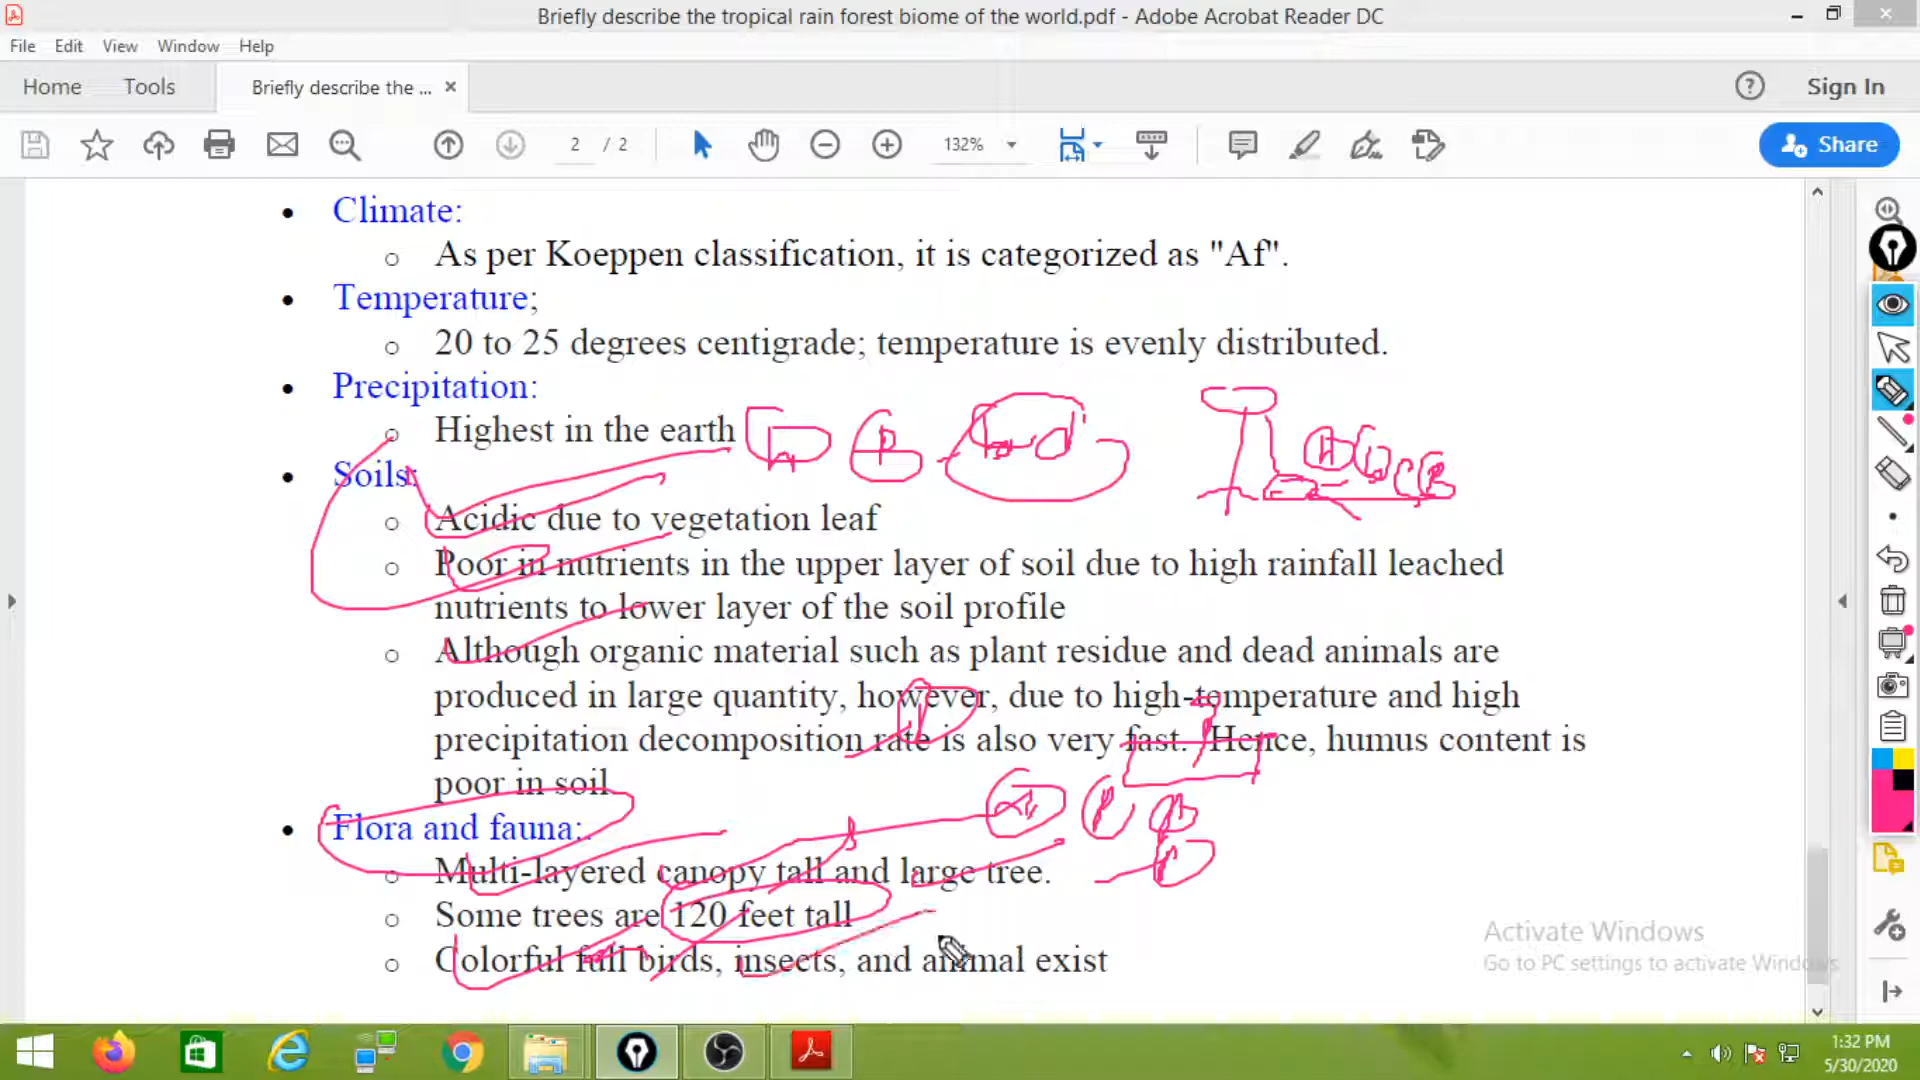 Briefly describe the tropical rain forest biome of the world.pdf - Adobe Acrobat Reader DC
File Edit View Window Help
Home Tools Briefly describe the ... × Sign In
2 / 2 132% Share
• Climate:
o As per Koeppen classification, it is categorized as "Af".
• Temperature;
o 20 to 25 degrees centigrade; temperature is evenly distributed.
• Precipitation:
o Highest in the earth
• Soils:
o Acidic due to vegetation leaf
o Poor in nutrients in the upper layer of soil due to high rainfall leached
nutrients to lower layer of the soil profile
o Although organic material such as plant residue and dead animals are
produced in large quantity, however, due to high-temperature and high
precipitation decomposition rate is also very fast. Hence, humus content is
poor in soil
• Flora and fauna:
o Multi-layered canopy tall and large tree.
o Some trees are 120 feet tall
o Colorful full birds, insects, and animal exist
Activate Windows
Go to PC settings to activate Windows
1:32 PM
5/30/2020